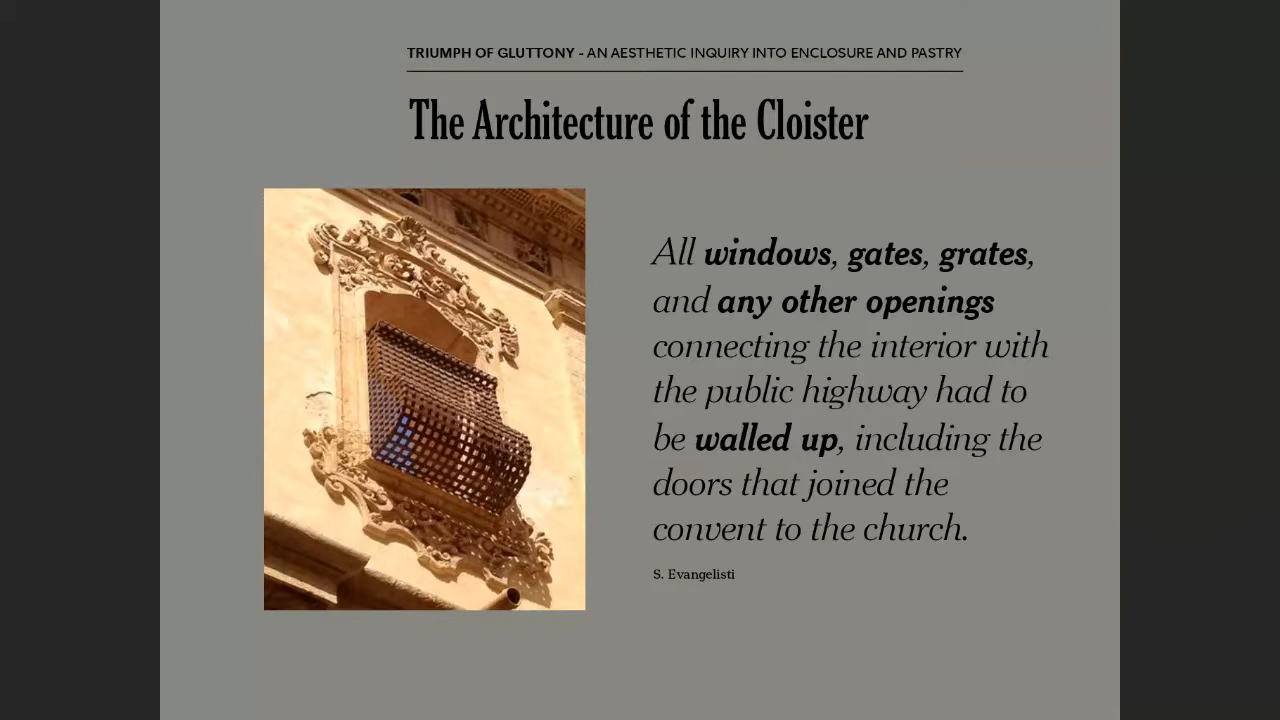 TRIUMPH OF GLUTTONY - AN AESTHETIC INQUIRY INTO ENCLOSURE AND PASTRY
The Architecture of the Cloister
All windows, gates, grates,
and any other openings
connecting the interior with
the public highway had to
be walled up, including the
doors that joined the
convent to the church.
S. Evangelisti